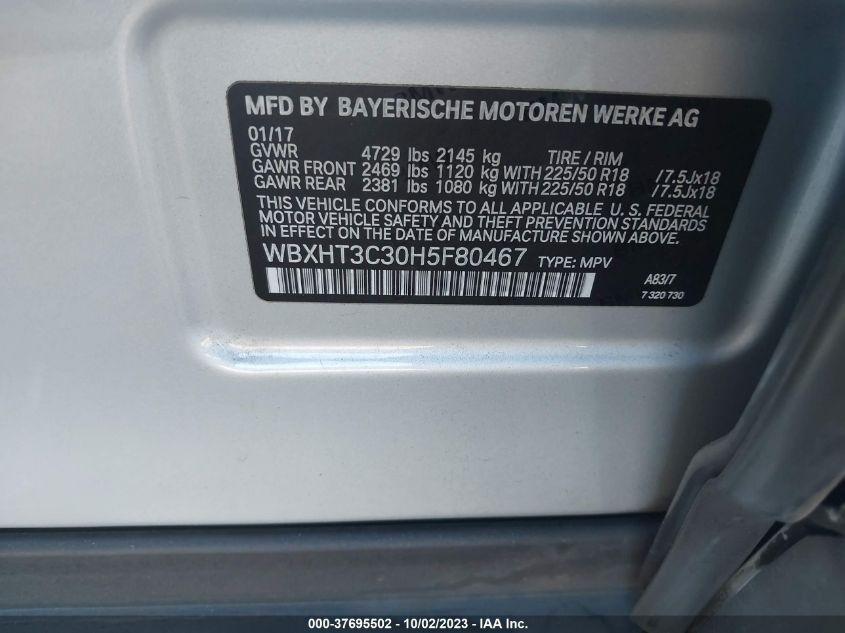 MFD BY BAYERISCHE MOTOREN WERKE AG
01/17
GVWR 4729 lbs 2145 kg TIRE / RIM
GAWR FRONT 2469 lbs 1120 kg WITH 225/50 R18 /7.5Jx18
GAWR REAR 2381 lbs 1080 kg WITH 225/50 R18 /7.5Jx18
THIS VEHICLE CONFORMS TO ALL APPLICABLE U.S. FEDERAL
MOTOR VEHICLE SAFETY AND THEFT PREVENTION STANDARDS
IN EFFECT ON THE DATE OF MANUFACTURE SHOWN ABOVE.
WBXHT3C30H5F80467 TYPE: MPV
A83/7
7 320 730
000-37695502 - 10/02/2023 - IAA Inc.